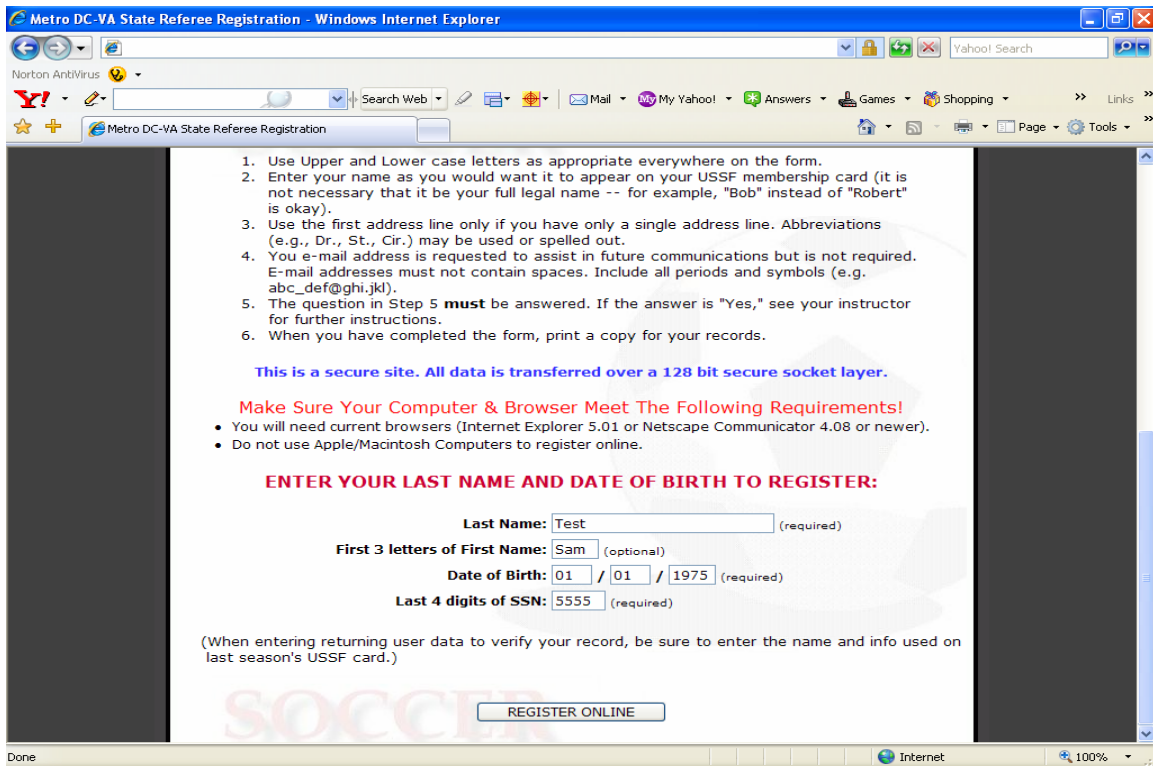 Metro DC-VA State Referee Registration - Windows Internet Explorer
Yahoo! Search
Norton AntiVirus
Y! Search Web Mail My Yahoo! Answers Games Shopping >> Links >>
Metro DC-VA State Referee Registration Page Tools >>
1. Use Upper and Lower case letters as appropriate everywhere on the form.
2. Enter your name as you would want it to appear on your USSF membership card (it is
not necessary that it be your full legal name -- for example, "Bob" instead of "Robert"
is okay).
3. Use the first address line only if you have only a single address line. Abbreviations
(e.g., Dr., St., Cir.) may be used or spelled out.
4. You e-mail address is requested to assist in future communications but is not required.
E-mail addresses must not contain spaces. Include all periods and symbols (e.g.
abc_def@ghi.jkl).
5. The question in Step 5 must be answered. If the answer is "Yes," see your instructor
for further instructions.
6. When you have completed the form, print a copy for your records.
This is a secure site. All data is transferred over a 128 bit secure socket layer.
Make Sure Your Computer & Browser Meet The Following Requirements!
• You will need current browsers (Internet Explorer 5.01 or Netscape Communicator 4.08 or newer).
• Do not use Apple/Macintosh Computers to register online.
ENTER YOUR LAST NAME AND DATE OF BIRTH TO REGISTER:
Last Name: Test (required)
First 3 letters of First Name: Sam (optional)
Date of Birth: 01 / 01 / 1975 (required)
Last 4 digits of SSN: 5555 (required)
(When entering returning user data to verify your record, be sure to enter the name and info used on
last season's USSF card.)
SOCCER
REGISTER ONLINE
Done Internet 100%